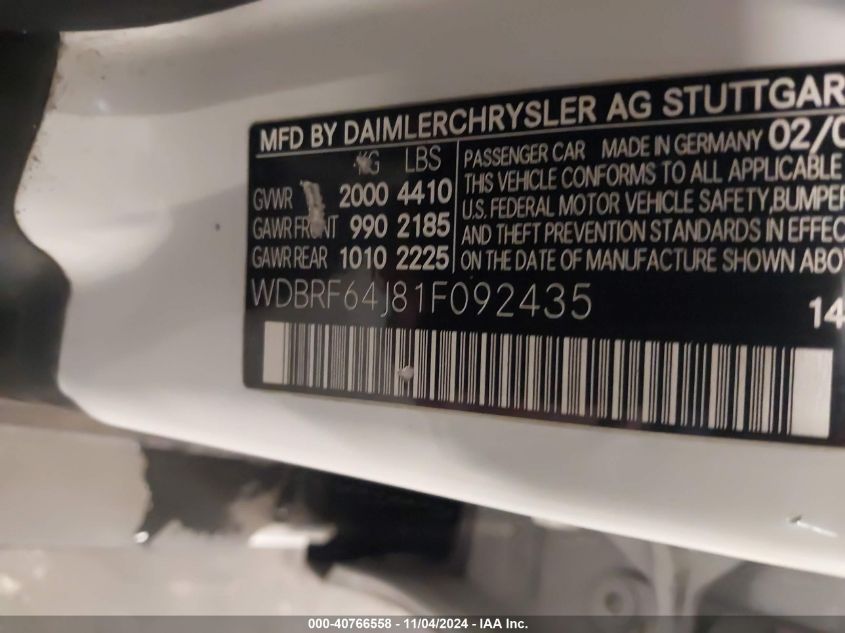 MFD BY DAIMLERCHRYSLER AG STUTTGAR
KG LBS
GVWR 2000 4410
GAWR FRONT 990 2185
GAWR REAR 1010 2225
PASSENGER CAR MADE IN GERMANY 02/0
THIS VEHICLE CONFORMS TO ALL APPLICABLE
U.S. FEDERAL MOTOR VEHICLE SAFETY,BUMPER
AND THEFT PREVENTION STANDARDS IN EFFEC
ON THE DATE OF MANUFACTURE SHOWN ABO
WDBRF64J81F092435
14
000-40766558 - 11/04/2024 - IAA Inc.